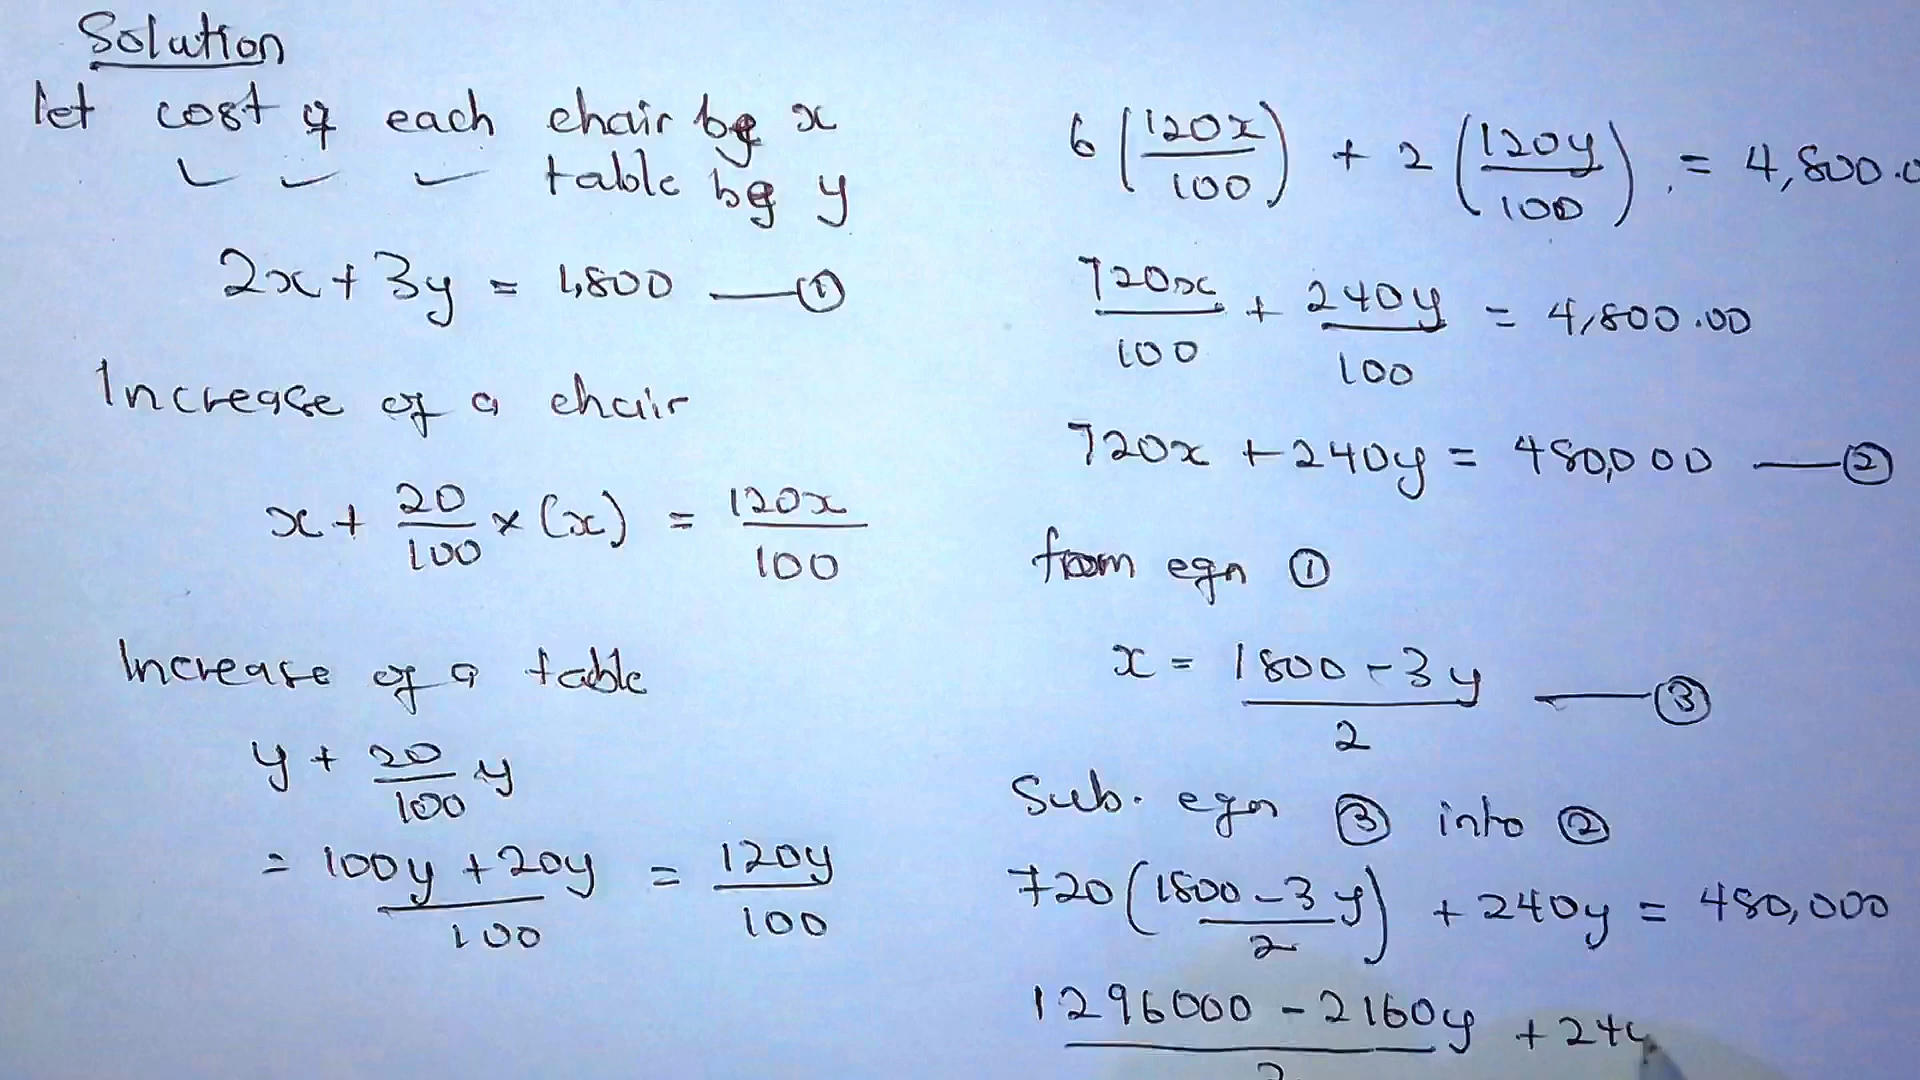 Solution
let cost of each chair be x
〃 〃 〃 table be y
2x + 3y = 1,800 —①
Increase of a chair
x + 20/100 × (x) = 120x/100
Increase of a table
y + 20/100 y
= 100y + 20y/100 = 120y/100
6(120x/100) + 2(120y/100) = 4,800.0
720x/100 + 240y/100 = 4,800.00
720x + 240y = 480,000 —②
from eqn ①
x = 1800 - 3y/2 —③
Sub. eqn ③ into ②
720(1800 - 3y/2) + 240y = 480,000
1296000 - 2160y/2 + 24